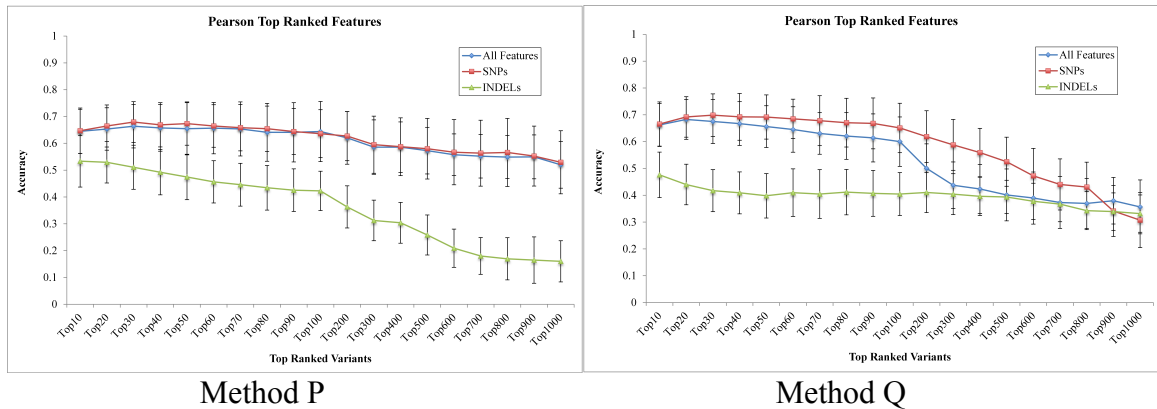 Pearson Top Ranked Features
1
0.9
0.8
0.7
0.6
0.5
0.4
0.3
0.2
0.1
0
Accuracy
All Features
SNPs
INDELs
Top10
Top20
Top30
Top40
Top50
Top60
Top70
Top80
Top90
Top100
Top200
Top300
Top400
Top500
Top600
Top700
Top800
Top900
Top1000
Top Ranked Variants
Method P
Pearson Top Ranked Features
1
0.9
0.8
0.7
0.6
0.5
0.4
0.3
0.2
0.1
0
Accuracy
All Features
SNPs
INDELs
Top10
Top20
Top30
Top40
Top50
Top60
Top70
Top80
Top90
Top100
Top200
Top300
Top400
Top500
Top600
Top700
Top800
Top900
Top1000
Top Ranked Variants
Method Q